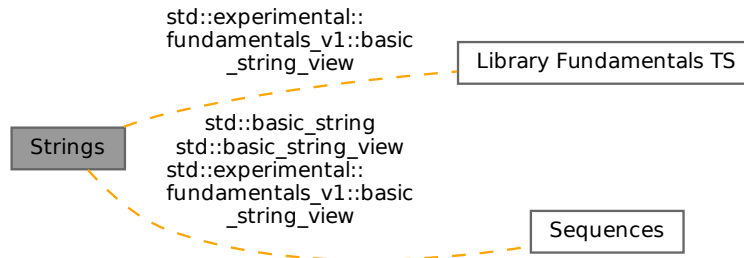 std::experimental::
fundamentals_v1::basic
_string_view
Library Fundamentals TS
Strings
std::basic_string
std::basic_string_view
std::experimental::
fundamentals_v1::basic
_string_view
Sequences